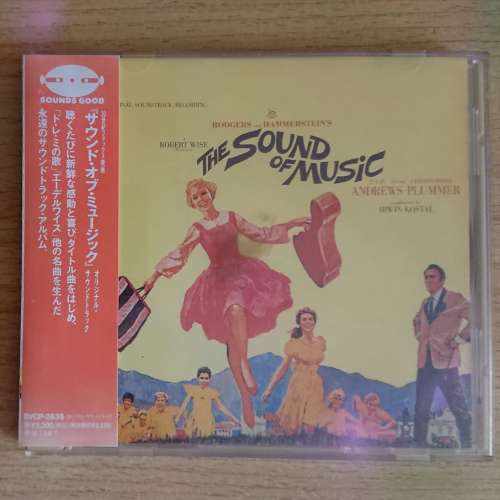 SOUNDS GOOD
「サウンド・オブ・ミュージック」
オリジナル・
サウンドトラック
聴くたびに新鮮な感動と喜び。タイトル曲をはじめ、
「ド・レ・ミの歌」「エーデルワイス」他の名曲を生んだ
永遠のサウンドトラック・アルバム。
BVCP-2635
ORIGINAL SOUNDTRACK RECORDING
RODGERS AND HAMMERSTEIN'S
ROBERT WISE
THE SOUND
OF MUSIC
ANDREWS · PLUMMER
IRWIN KOSTAL